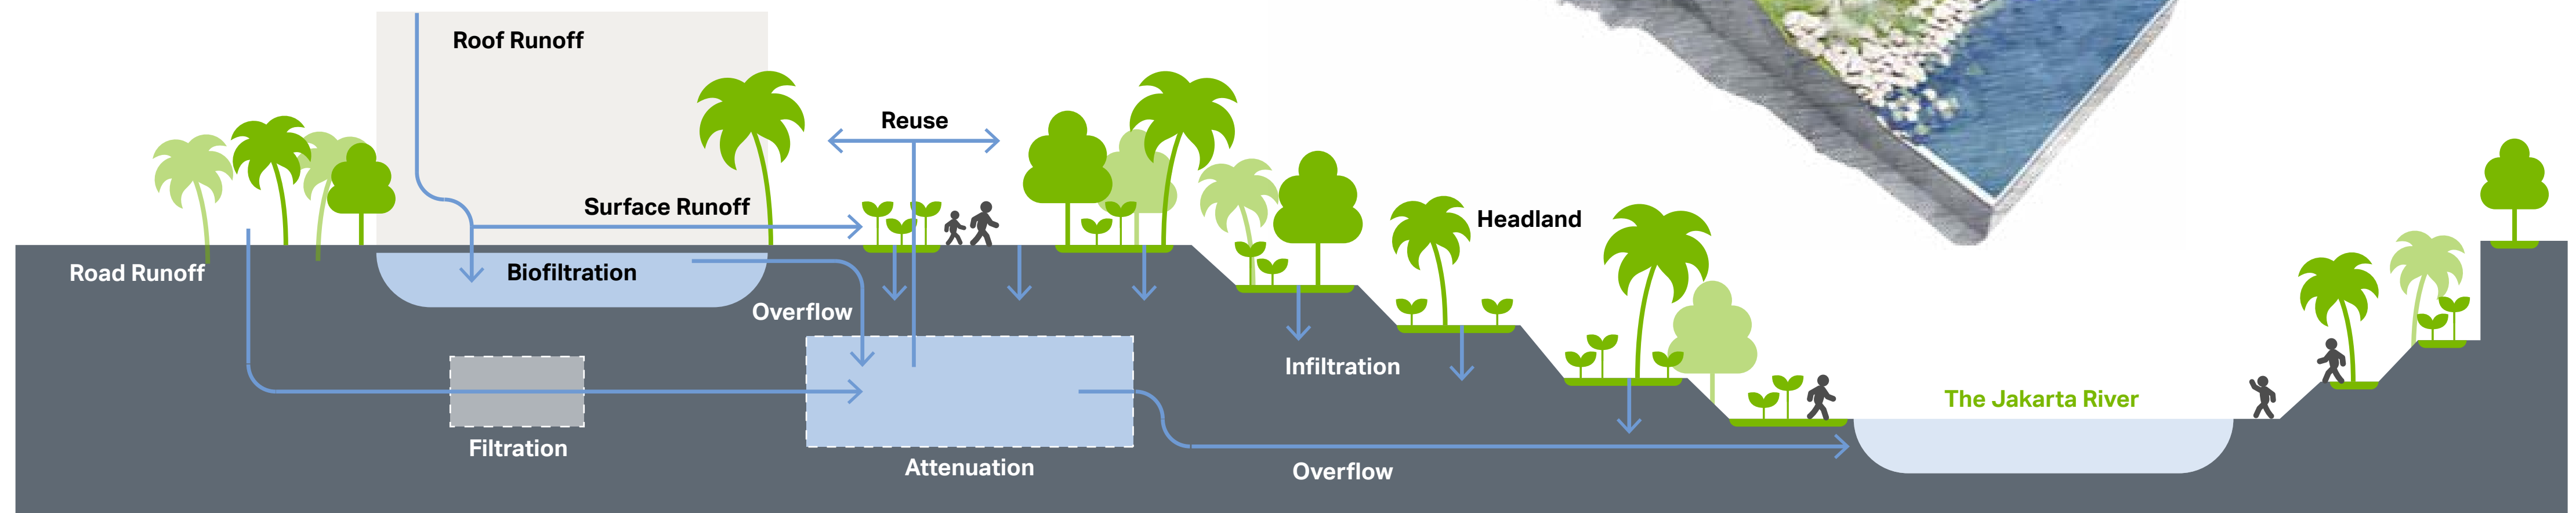 Roof Runoff
Reuse
Surface Runoff
Headland
Road Runoff
Biofiltration
Overflow
Infiltration
The Jakarta River
Filtration
Attenuation
Overflow